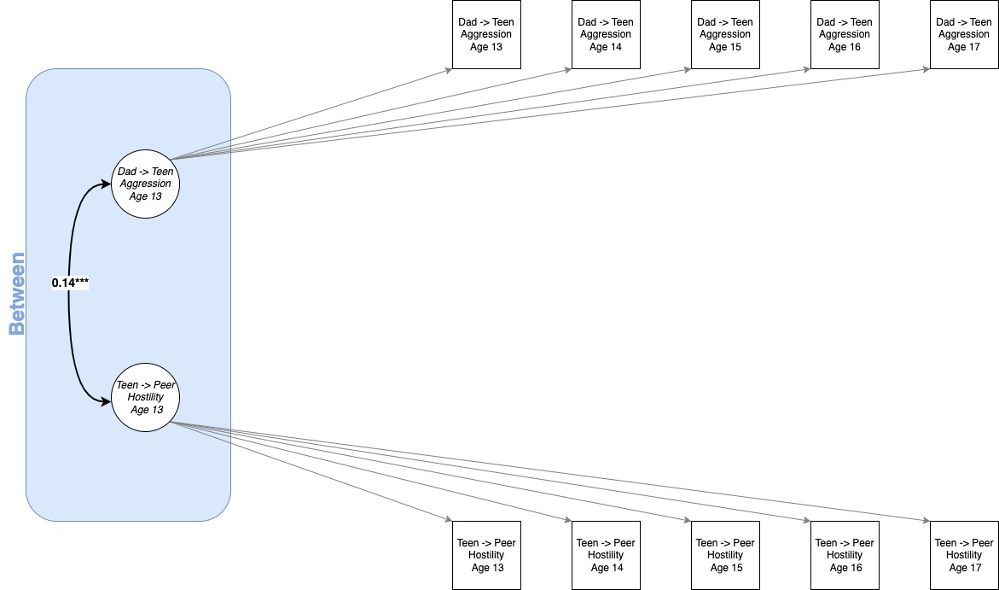 Dad -> Teen
Aggression
Age 13
Dad -> Teen
Aggression
Age 14
Dad -> Teen
Aggression
Age 15
Dad -> Teen
Aggression
Age 16
Dad -> Teen
Aggression
Age 17
Dad -> Teen
Aggression
Age 13
Between
0.14***
Teen -> Peer
Hostility
Age 13
Teen -> Peer
Hostility
Age 13
Teen -> Peer
Hostility
Age 14
Teen -> Peer
Hostility
Age 15
Teen -> Peer
Hostility
Age 16
Teen -> Peer
Hostility
Age 17